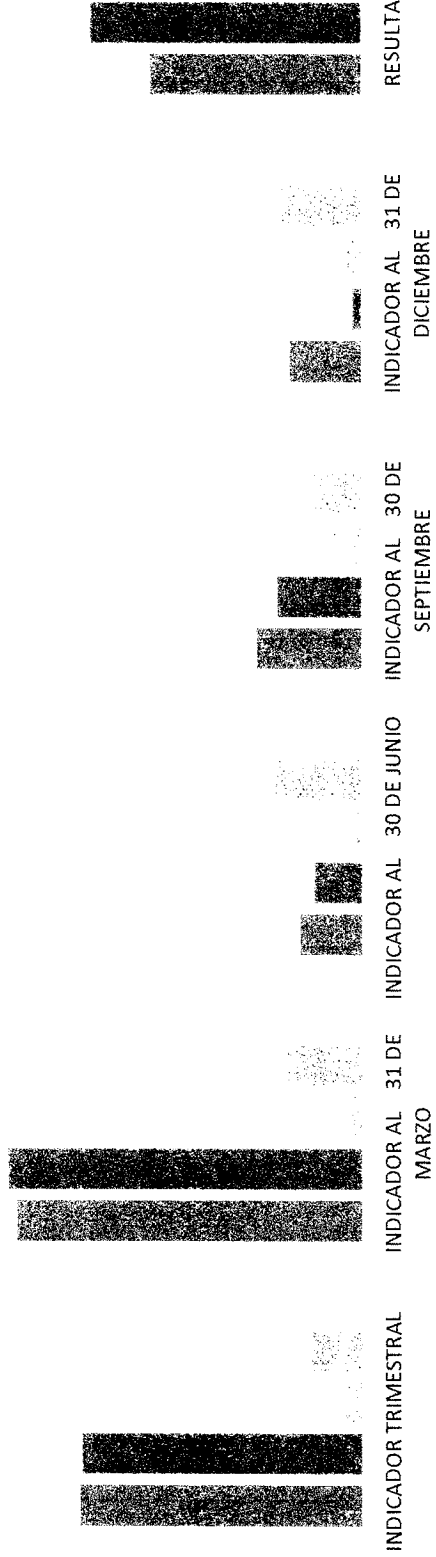 INDICADOR TRIMESTRAL
INDICADOR AL 31 DE
MARZO
INDICADOR AL 30 DE JUNIO
INDICADOR AL 30 DE
SEPTIEMBRE
INDICADOR AL 31 DE
DICIEMBRE
RESULTA